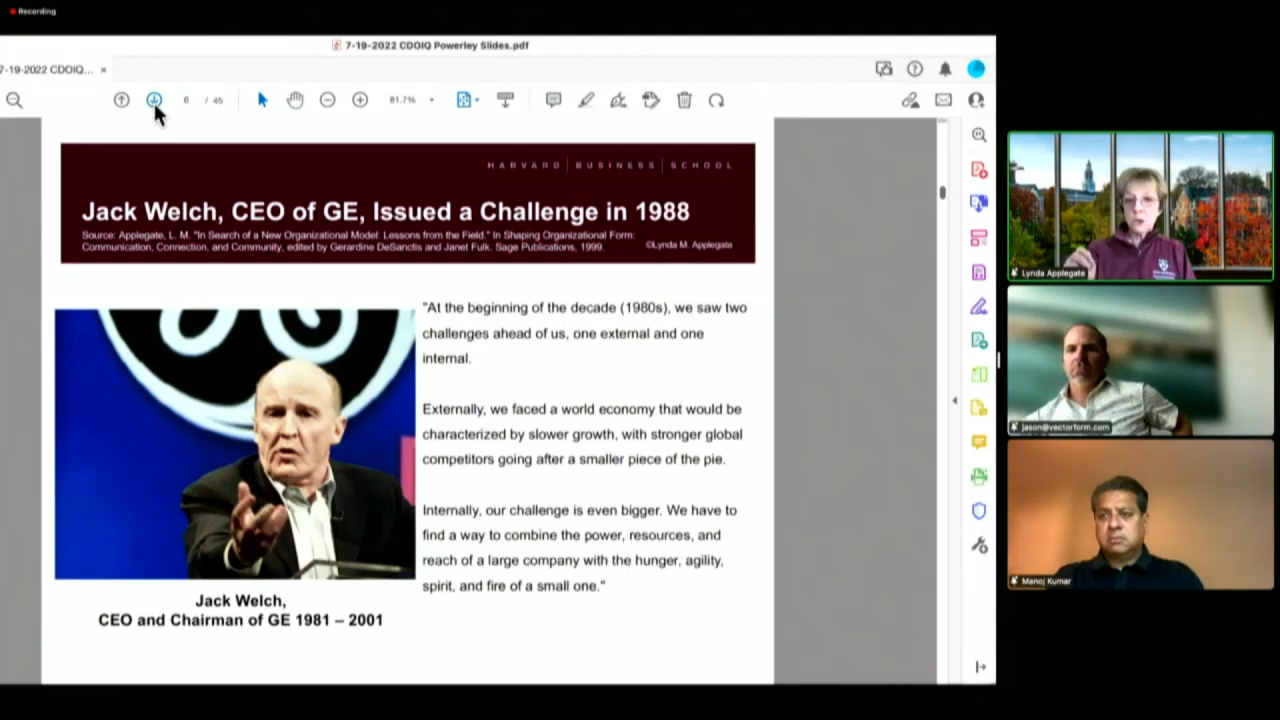 Recording
7-19-2022 CDOIQ Powerley Slides.pdf
7-19-2022 CDOIQ... ×
6 / 45
81.7%
HARVARD | BUSINESS | SCHOOL
Jack Welch, CEO of GE, Issued a Challenge in 1988
Source: Applegate, L. M. "In Search of a New Organizational Model: Lessons from the Field." In Shaping Organizational Form:
Communication, Connection, and Community, edited by Gerardine DeSanctis and Janet Fulk. Sage Publications, 1999.
©Lynda M. Applegate
"At the beginning of the decade (1980s), we saw two
challenges ahead of us, one external and one
internal.
Externally, we faced a world economy that would be
characterized by slower growth, with stronger global
competitors going after a smaller piece of the pie.
Internally, our challenge is even bigger. We have to
find a way to combine the power, resources, and
reach of a large company with the hunger, agility,
spirit, and fire of a small one."
Jack Welch,
CEO and Chairman of GE 1981 – 2001
Lynda Applegate
jason@vectorform.com
Manoj Kumar